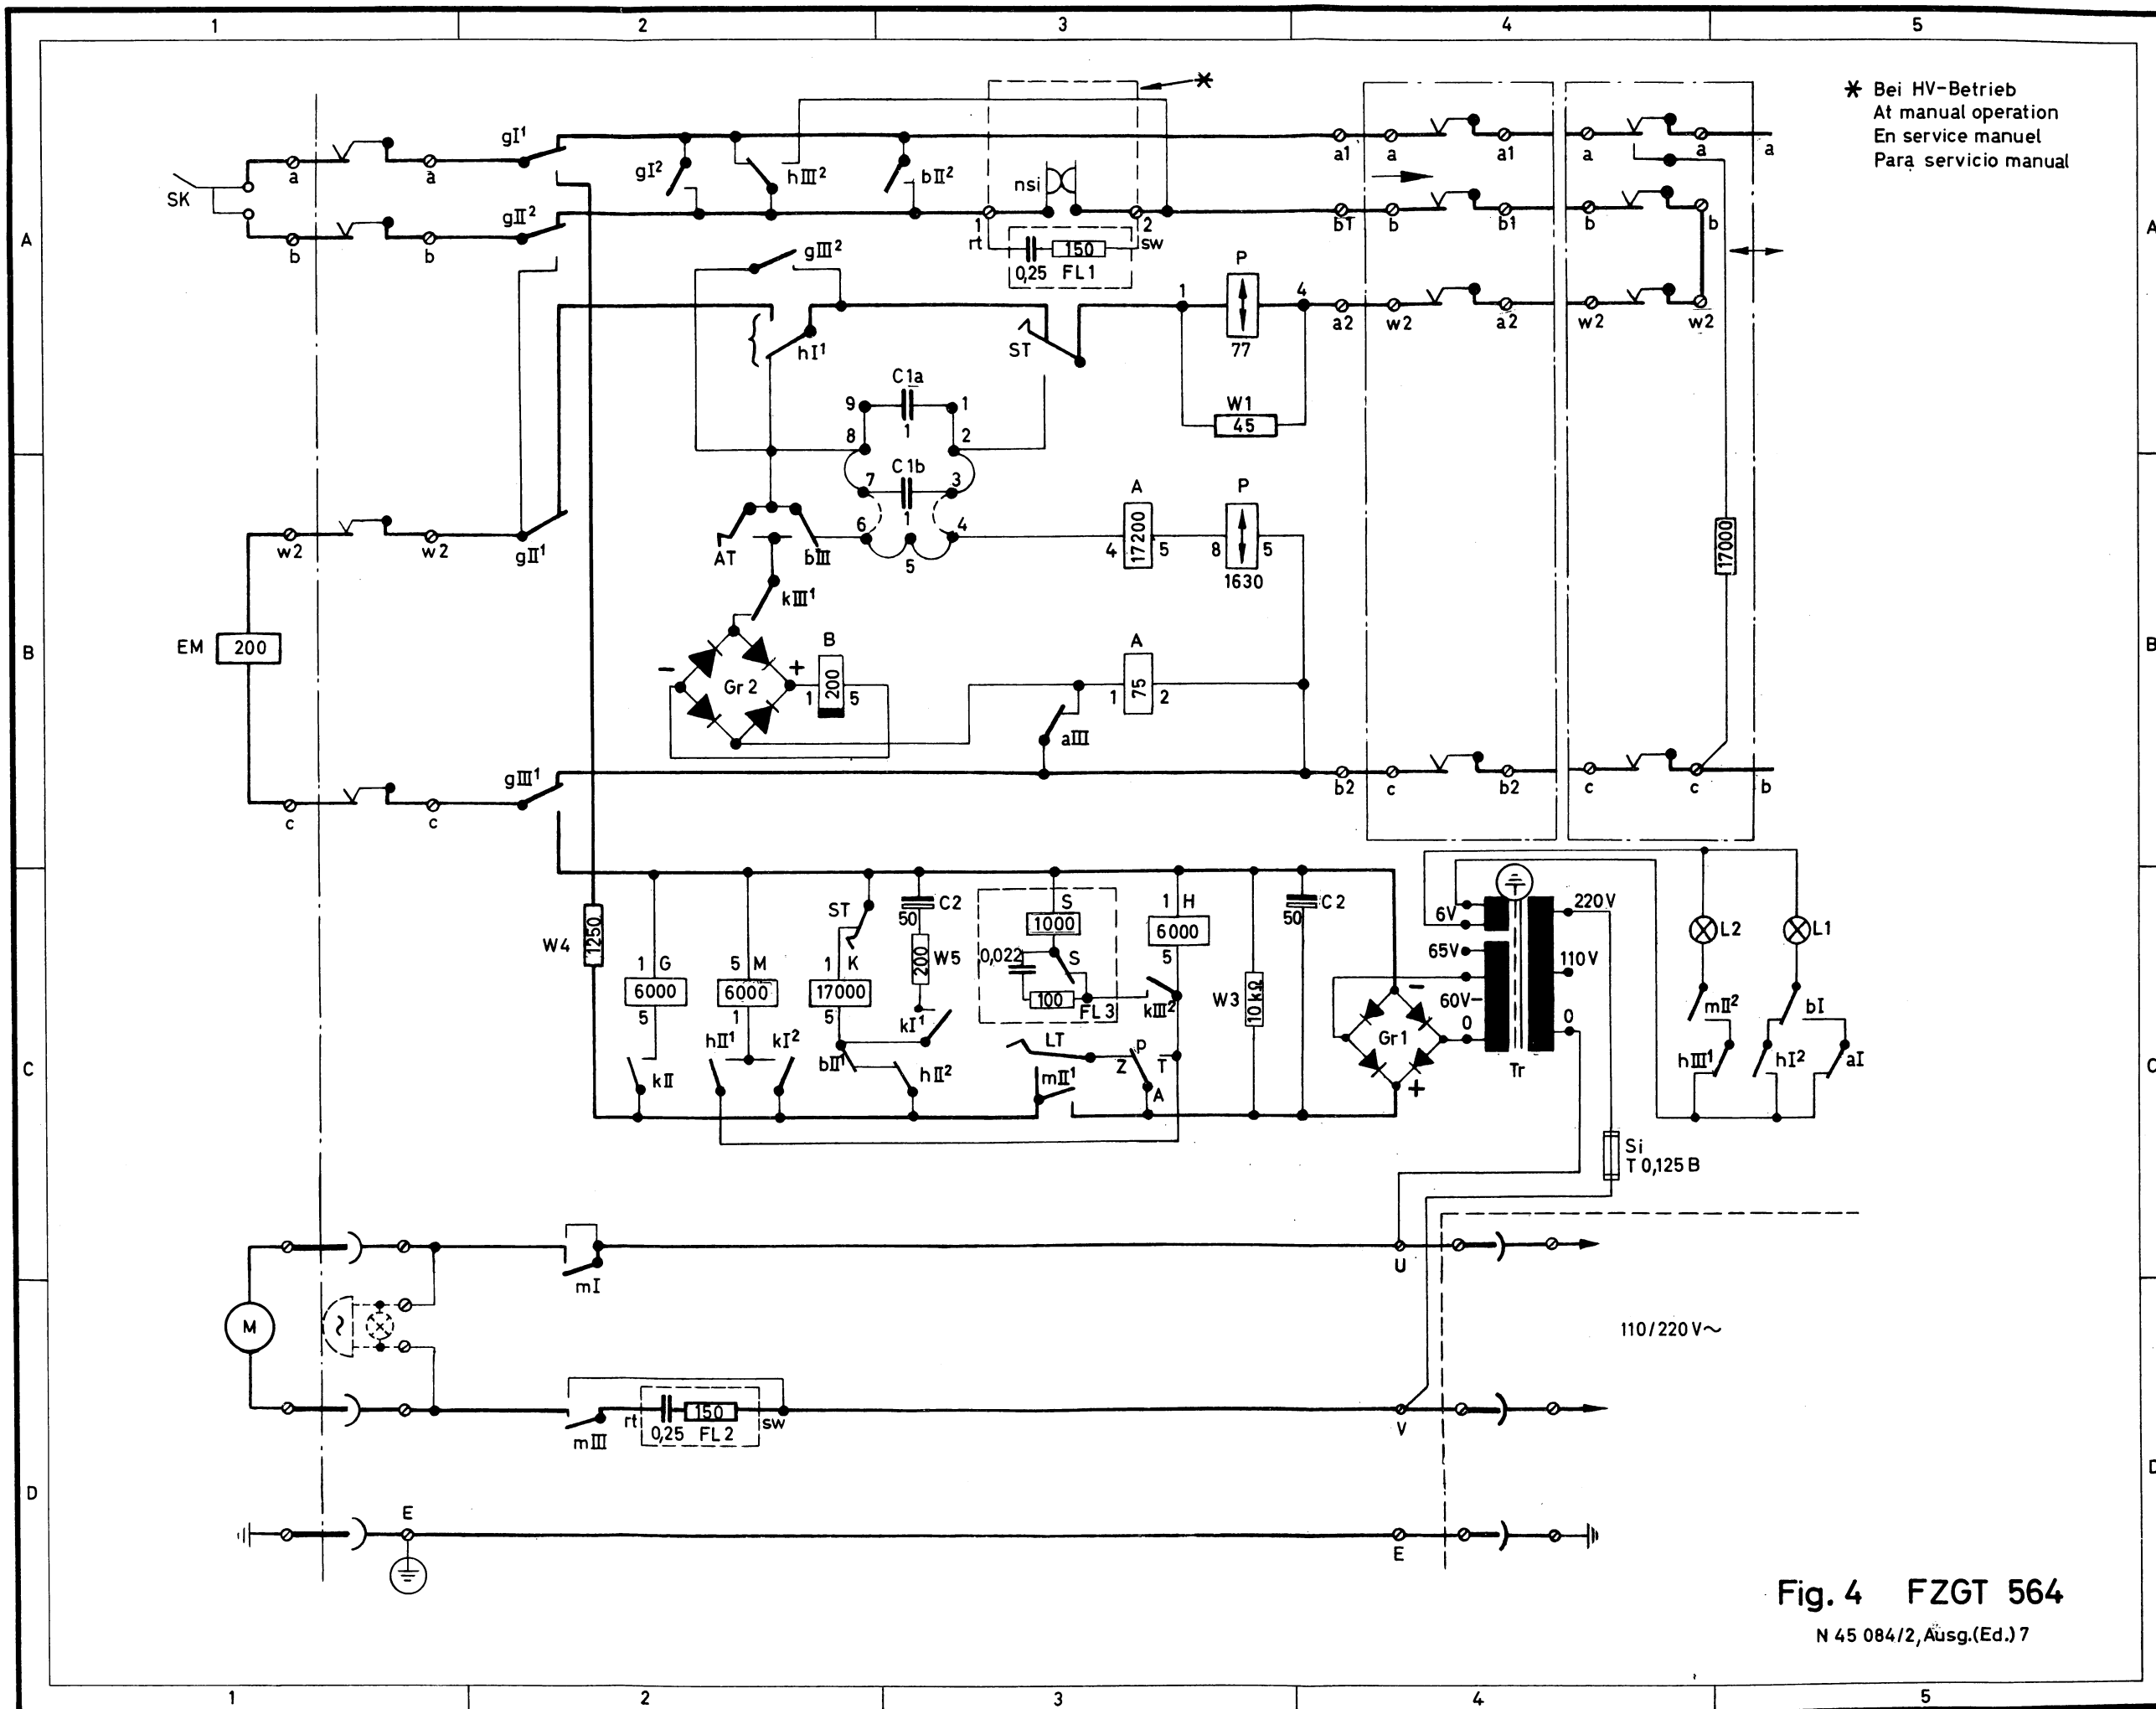 1 2 3 4 5
✱ Bei HV-Betrieb
At manual operation
En service manuel
Para servicio manual
A A
SK
a a gI¹
b b gII²
gI² hIII² bII²
nsi
1 2
rt sw
0,25 150
FL1
a1 a a1 a a a
bT b b1 b b
gIII²
hI¹
ST
1 P 4
77
a2 w2 a2 w2 w2
W1
45
C1a
9 1 1
8 2
C1b
7 1 3
6 5 4
AT bIII
A
4 17200 5
P
8 5
1630
17000
w2 w2 gII¹
kIII¹
B B
EM 200
- Gr2 +
B
1 200 5
A
1 75 2
aIII
c c gIII¹
b2 c b2 c c b
C C
W4 1250
1 G
6000
5
kII
5 M
6000
1
hII¹ kI²
ST
1 K
17000
5
bII¹ hII²
C2
50
200 W5
kI¹
S
1000
0,022 S
100
FL3
1 H
6000
5
kIII²
LT
mII¹
Z P T
A
W3 10 kΩ
C2
50
-
Gr1
+
6V
65V
60V-
0
220V
110V
0
Tr
L2 L1
mII² bI
hIII¹ hI² aI
Si
T 0,125 B
mI
U
M
~
110/220 V~
mIII
rt 0,25 150 sw
FL2
V
D D
E E
Fig. 4 FZGT 564
N 45 084/2, Ausg.(Ed.) 7
1 2 3 4 5